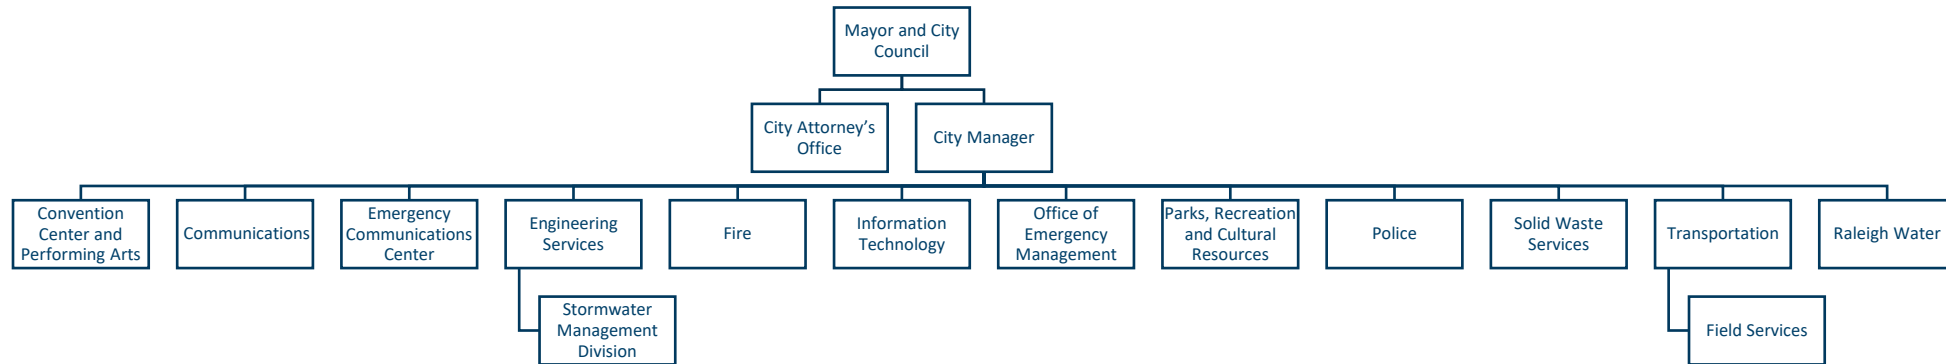 Mayor and City
Council
City Attorney’s
Office
City Manager
Convention
Center and
Performing Arts
Communications
Emergency
Communications
Center
Engineering
Services
Fire
Information
Technology
Office of
Emergency
Management
Parks, Recreation
and Cultural
Resources
Police
Solid Waste
Services
Transportation
Raleigh Water
Stormwater
Management
Division
Field Services